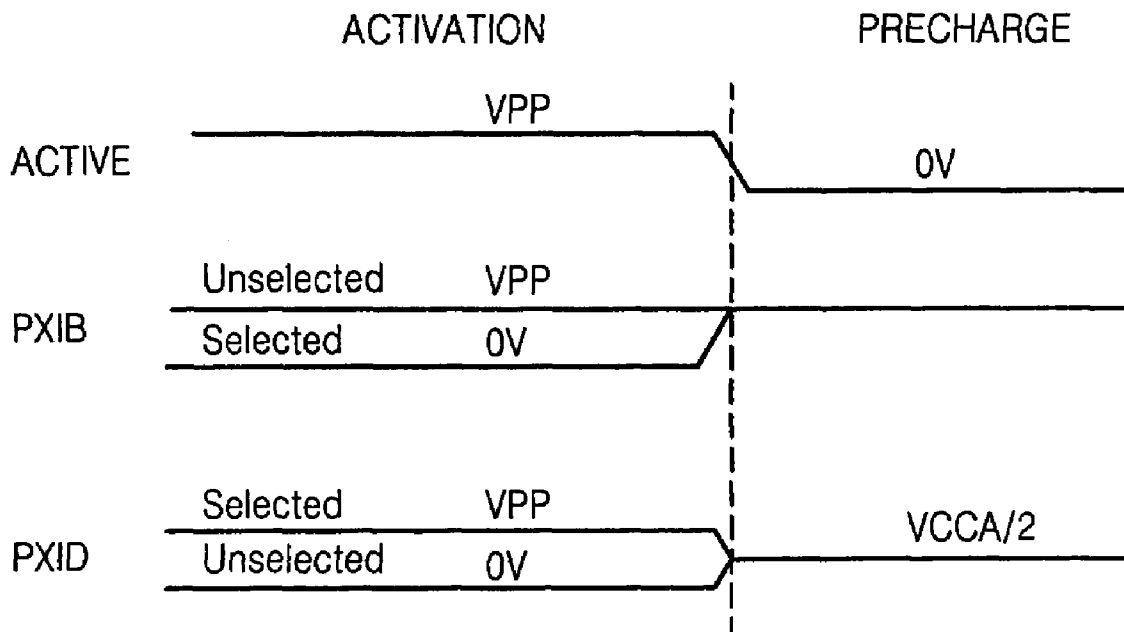 ACTIVATION PRECHARGE
VPP
ACTIVE 0V
Unselected VPP
PXIB
Selected 0V
Selected VPP
VCCA/2
PXID
Unselected 0V